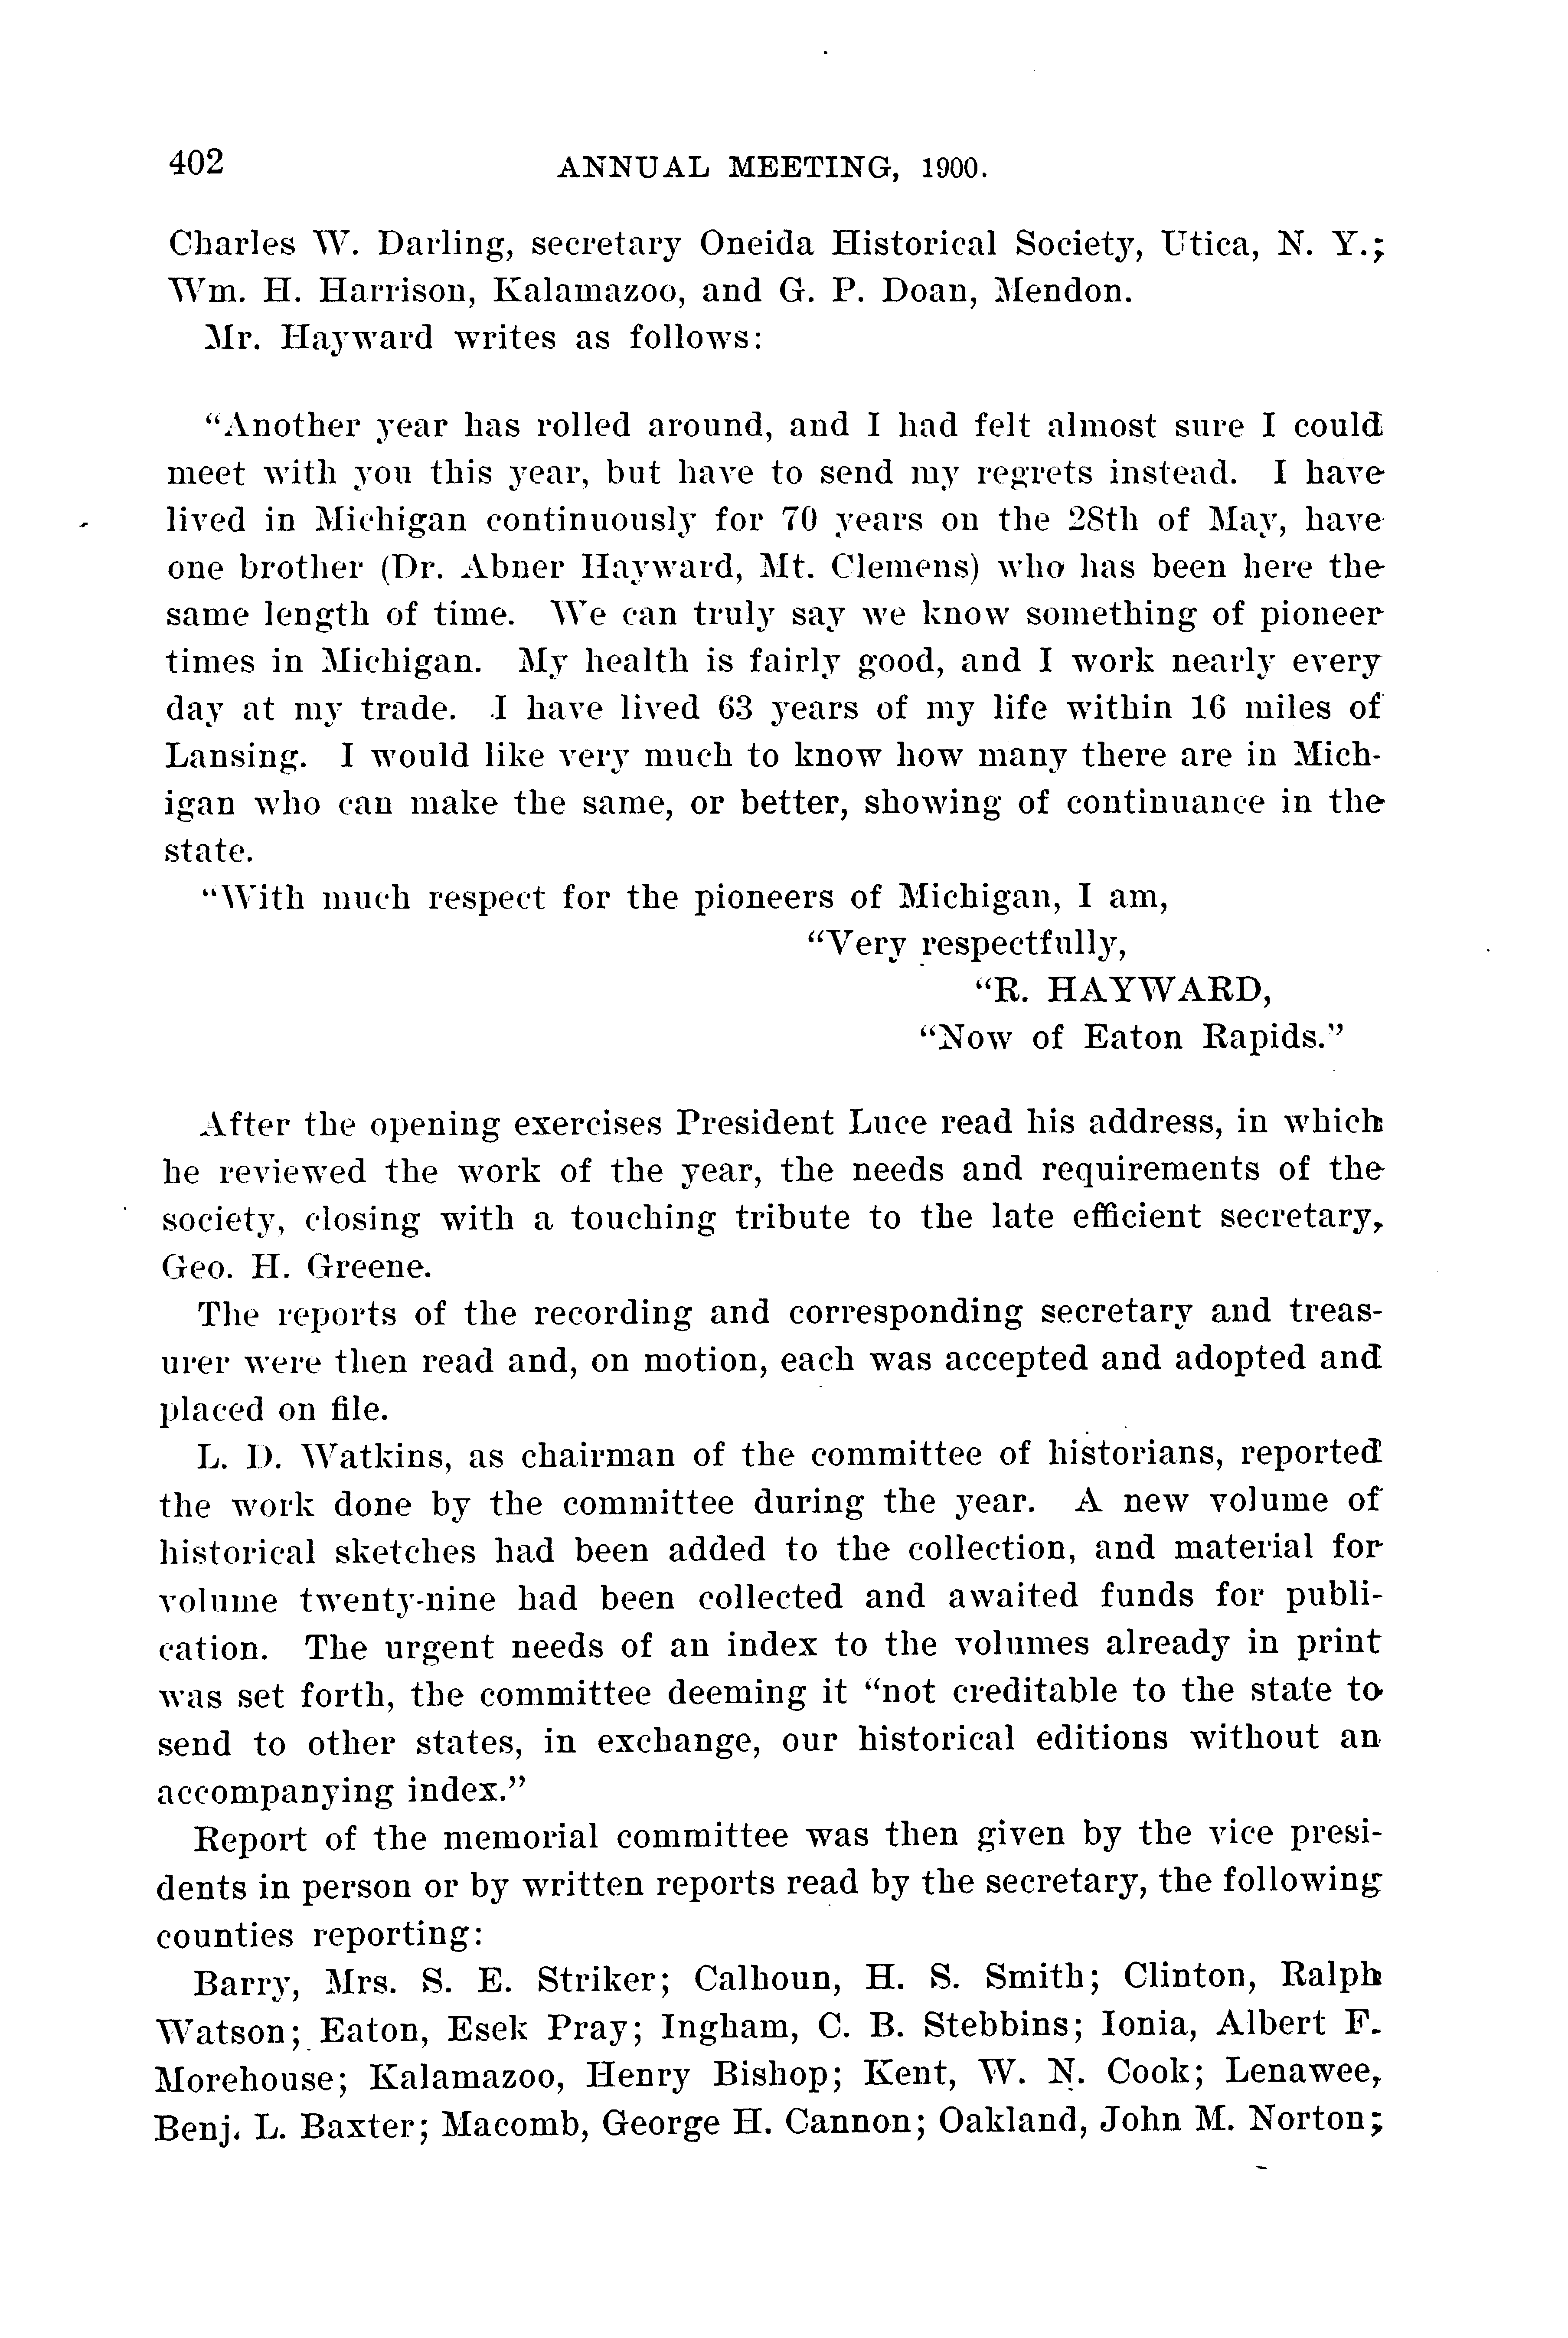 402
ANNUAL MEETING, 1900.
Charles W. Darling, secretary Oneida Historical Society, Utica, N. Y.;
Wm. H. Harrison, Kalamazoo, and G. P. Doan, Mendon.
Mr. Hayward writes as follows:
"Another year has rolled around, and I had felt almost sure I could
meet with you this year, but have to send my regrets instead. I have
lived in Michigan continuously for 70 years on the 28th of May, have
one brother (Dr. Abner Hayward, Mt. Clemens) who has been here the
same length of time. We can truly say we know something of pioneer
times in Michigan. My health is fairly good, and I work nearly every
day at my trade. I have lived 63 years of my life within 16 miles of
Lansing. I would like very much to know how many there are in Mich-
igan who can make the same, or better, showing of continuance in the
state.
"With much respect for the pioneers of Michigan, I am,
"Very respectfully,
"R. HAYWARD,
"Now of Eaton Rapids."
After the opening exercises President Luce read his address, in which
he reviewed the work of the year, the needs and requirements of the
society, closing with a touching tribute to the late efficient secretary,
Geo. H. Greene.
The reports of the recording and corresponding secretary and treas-
urer were then read and, on motion, each was accepted and adopted and
placed on file.
L. D. Watkins, as chairman of the committee of historians, reported
the work done by the committee during the year. A new volume of
historical sketches had been added to the collection, and material for
volume twenty-nine had been collected and awaited funds for publi-
cation. The urgent needs of an index to the volumes already in print
was set forth, the committee deeming it "not creditable to the state to
send to other states, in exchange, our historical editions without an
accompanying index."
Report of the memorial committee was then given by the vice presi-
dents in person or by written reports read by the secretary, the following
counties reporting:
Barry, Mrs. S. E. Striker; Calhoun, H. S. Smith; Clinton, Ralph
Watson; Eaton, Esek Pray; Ingham, C. B. Stebbins; Ionia, Albert F.
Morehouse; Kalamazoo, Henry Bishop; Kent, W. N. Cook; Lenawee,
Benj. L. Baxter; Macomb, George H. Cannon; Oakland, John M. Norton;